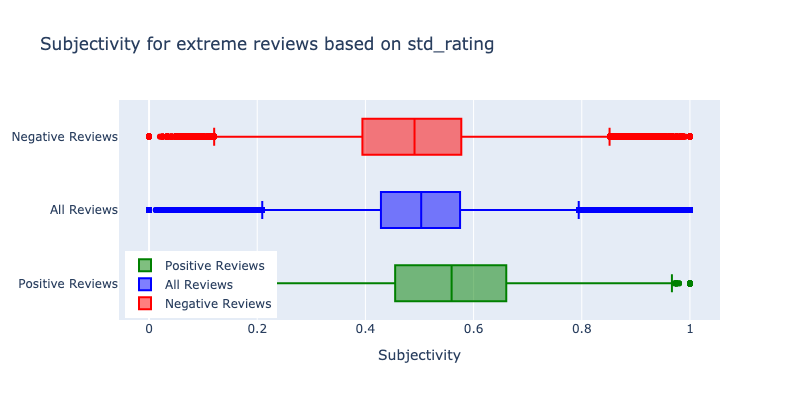 Subjectivity for extreme reviews based on std_rating
Negative Reviews
All Reviews
Positive Reviews
Positive Reviews
All Reviews
Negative Reviews
0
0.2
0.4
0.6
0.8
1
Subjectivity